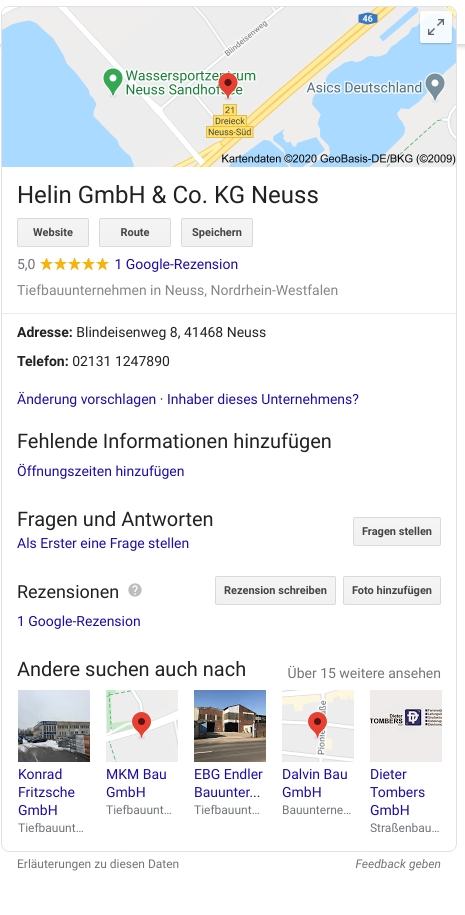 46
Blindeisenweg
Wassersportzentrum
Neuss Sandhof
Asics Deutschland
21
Dreieck
Neuss-Süd
Kartendaten ©2020 GeoBasis-DE/BKG (©2009)
Helin GmbH & Co. KG Neuss
Website Route Speichern
5,0 ★★★★★ 1 Google-Rezension
Tiefbauunternehmen in Neuss, Nordrhein-Westfalen
Adresse: Blindeisenweg 8, 41468 Neuss
Telefon: 02131 1247890
Änderung vorschlagen · Inhaber dieses Unternehmens?
Fehlende Informationen hinzufügen
Öffnungszeiten hinzufügen
Fragen und Antworten
Fragen stellen
Als Erster eine Frage stellen
Rezensionen ? Rezension schreiben Foto hinzufügen
1 Google-Rezension
Andere suchen auch nach Über 15 weitere ansehen
Dieter
TOMBERS
Konrad Fritzsche GmbH
Tiefbauunt...
MKM Bau GmbH
Tiefbauunt...
EBG Endler Bauunter...
Tiefbauunt...
Dalvin Bau GmbH
Bauunterne...
Dieter Tombers GmbH
Straßenbau...
Erläuterungen zu diesen Daten Feedback geben